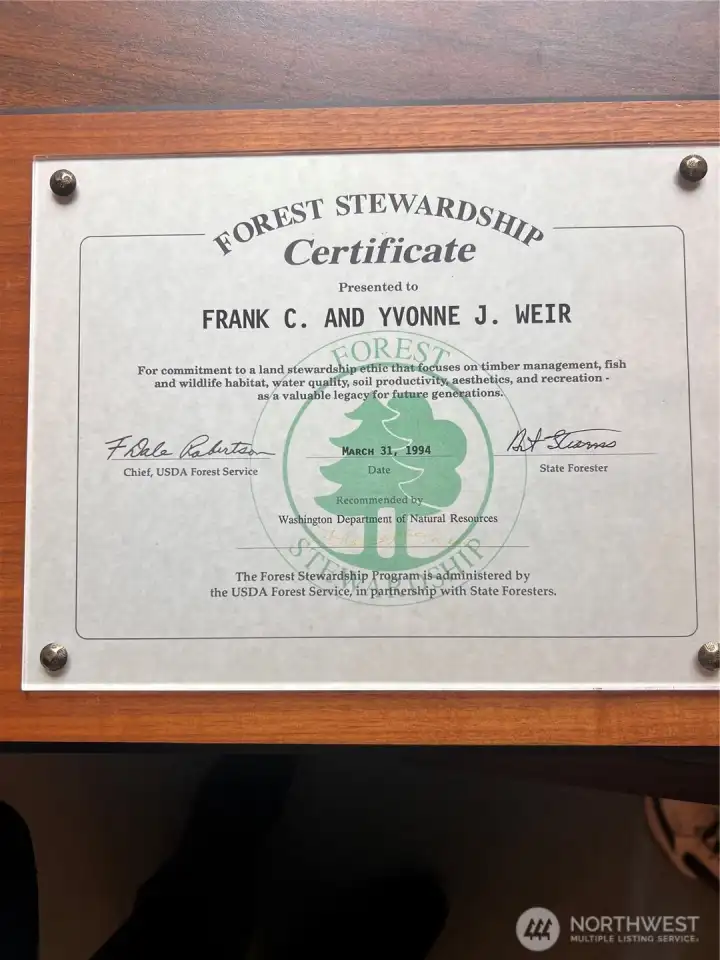 FOREST STEWARDSHIP
Certificate
Presented to
FRANK C. AND YVONNE J. WEIR
FOREST
For commitment to a land stewardship ethic that focuses on timber management, fish
and wildlife habitat, water quality, soil productivity, aesthetics, and recreation -
as a valuable legacy for future generations.
F Dale Robertson
MARCH 31, 1994
Chief, USDA Forest Service
Date
State Forester
Recommended by
Washington Department of Natural Resources
STEWARDSHIP
The Forest Stewardship Program is administered by
the USDA Forest Service, in partnership with State Foresters.
NORTHWEST
MULTIPLE LISTING SERVICE®